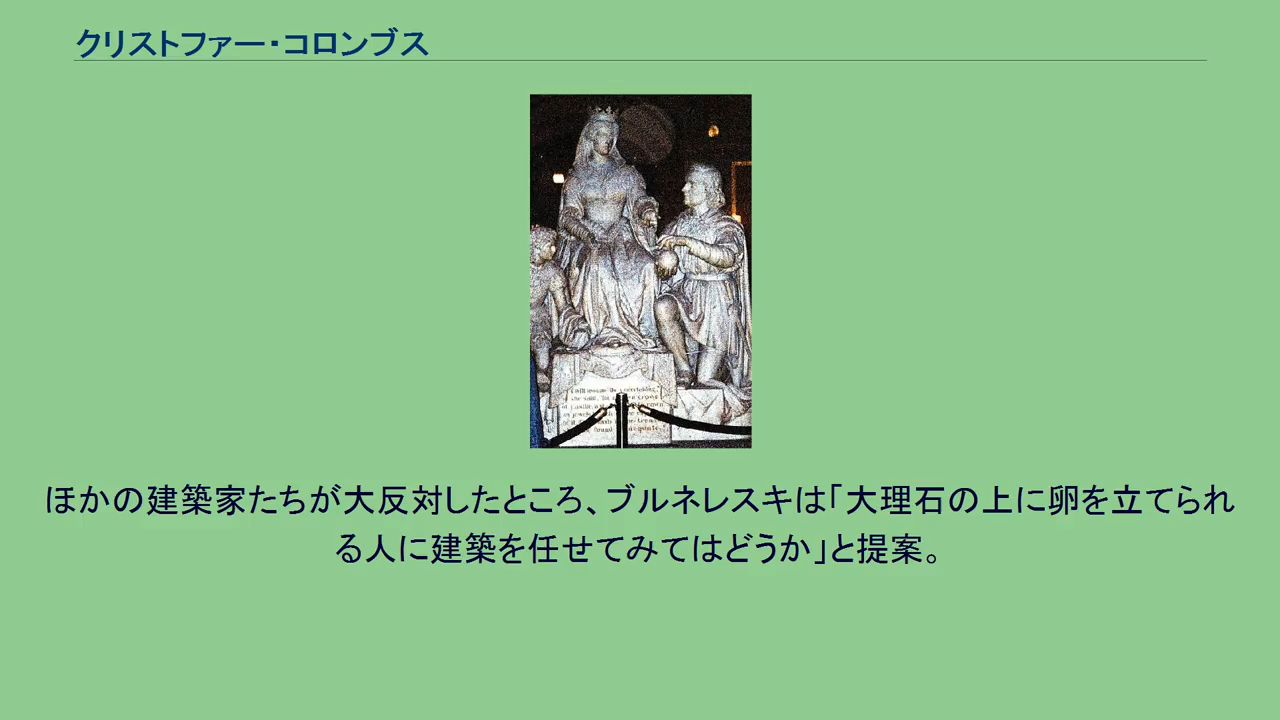 クリストファー・コロンブス
ほかの建築家たちが大反対したところ、ブルネレスキは「大理石の上に卵を立てられ
る人に建築を任せてみてはどうか」と提案。